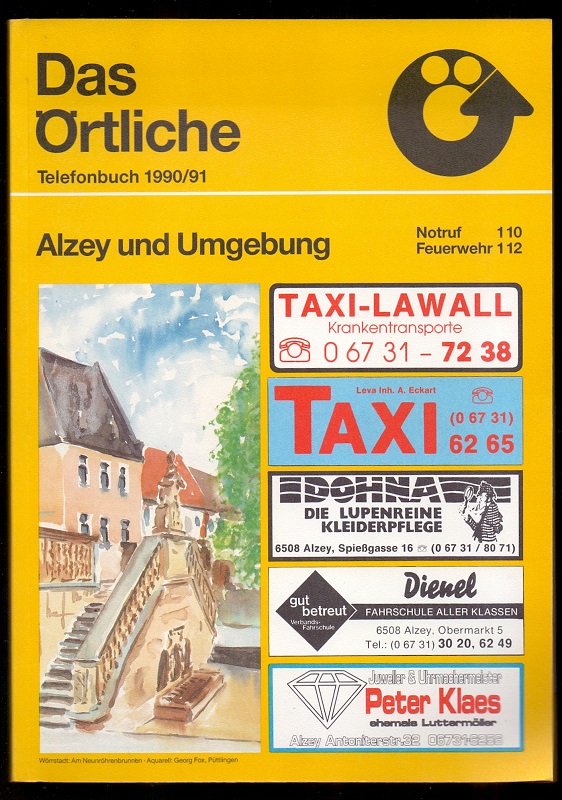 Das
Örtliche
Telefonbuch 1990/91
Alzey und Umgebung
Notruf 110
Feuerwehr 112
TAXI-LAWALL
Krankentransporte
0 67 31 – 72 38
Leva Inh. A. Eckart
TAXI
(0 67 31)
62 65
DOHNA
DIE LUPENREINE
KLEIDERPFLEGE
6508 Alzey, Spießgasse 16 (0 67 31 / 80 71)
gut
betreut
Verbands-
Fahrschule
Dienel
FAHRSCHULE ALLER KLASSEN
6508 Alzey, Obermarkt 5
Tel.: (0 67 31) 30 20, 62 49
Juwelier & Uhrmachermeister
Peter Klaes
ehemals Luttermöller
Alzey Antoniterstr.32
Wörrstadt: Am Neunröhrenbrunnen · Aquarell: Georg Fox, Püttlingen